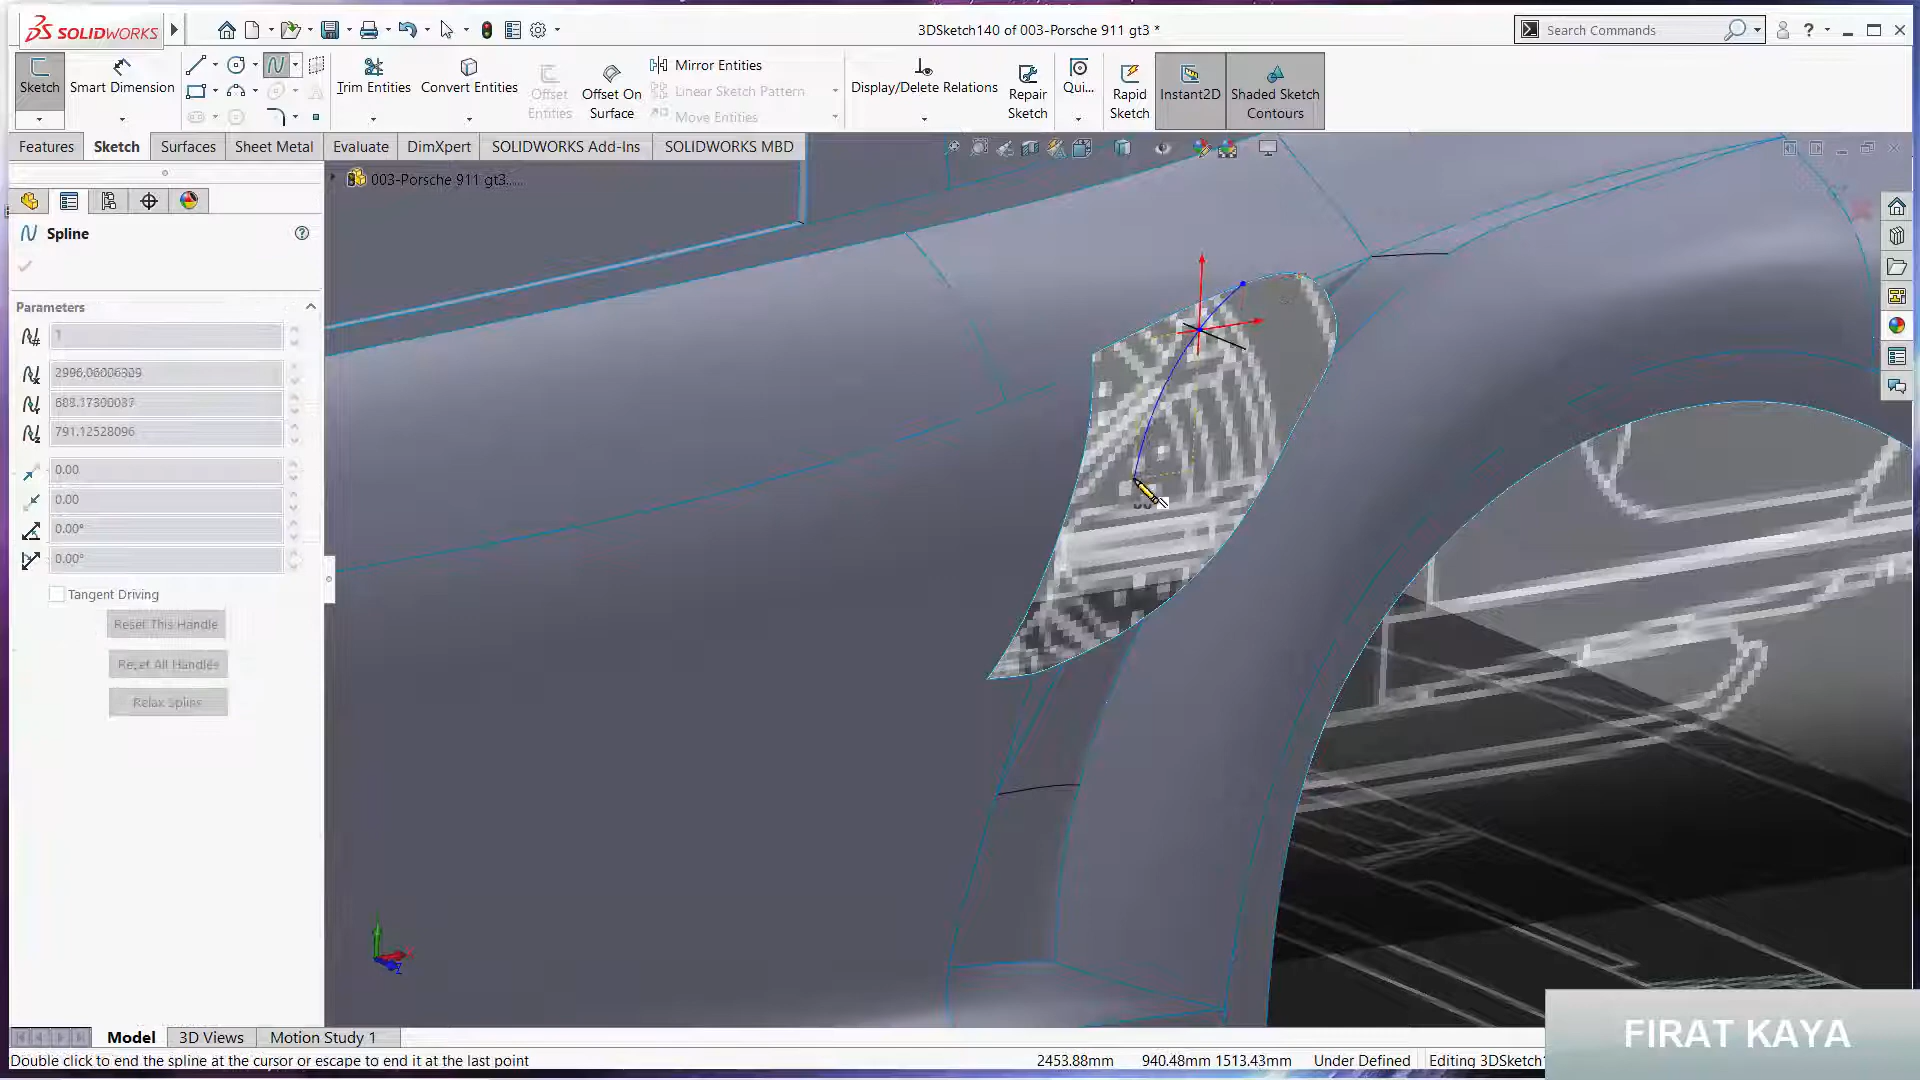 SOLIDWORKS
3DSketch140 of 003-Porsche 911 gt3 *
Search Commands
Sketch
Smart Dimension
Trim Entities
Convert Entities
Offset Entities
Offset On Surface
Mirror Entities
Linear Sketch Pattern
Move Entities
Display/Delete Relations
Repair Sketch
Qui...
Rapid Sketch
Instant2D
Shaded Sketch Contours
Features
Sketch
Surfaces
Sheet Metal
Evaluate
DimXpert
SOLIDWORKS Add-Ins
SOLIDWORKS MBD
003-Porsche 911 gt3.....
Spline
Parameters
1
2996.06006309
791.12528096
0.00
0.00
0.00°
0.00°
Tangent Driving
Reset This Handle
Reset All Handles
Relax Spline
Model
3D Views
Motion Study 1
Double click to end the spline at the cursor or escape to end it at the last point
2453.88mm
940.48mm 1513.43mm
Under Defined
Editing 3DSketch
FIRAT KAYA